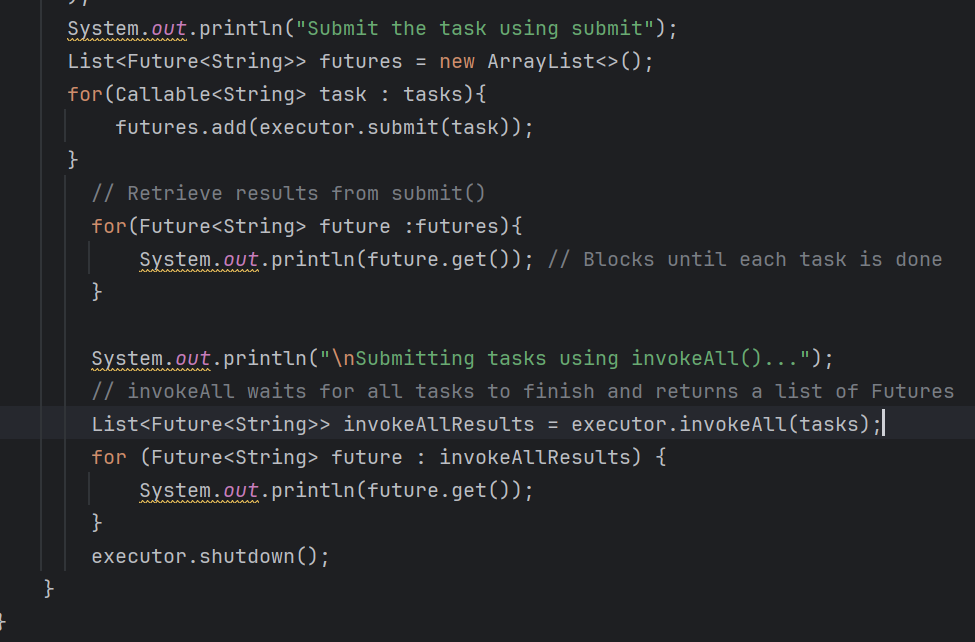 System.out.println("Submit the task using submit");
List<Future<String>> futures = new ArrayList<>();
for(Callable<String> task : tasks){
futures.add(executor.submit(task));
}
// Retrieve results from submit()
for(Future<String> future :futures){
System.out.println(future.get()); // Blocks until each task is done
}
System.out.println("\nSubmitting tasks using invokeAll()...");
// invokeAll waits for all tasks to finish and returns a list of Futures
List<Future<String>> invokeAllResults = executor.invokeAll(tasks);
for (Future<String> future : invokeAllResults) {
System.out.println(future.get());
}
executor.shutdown();
}
}